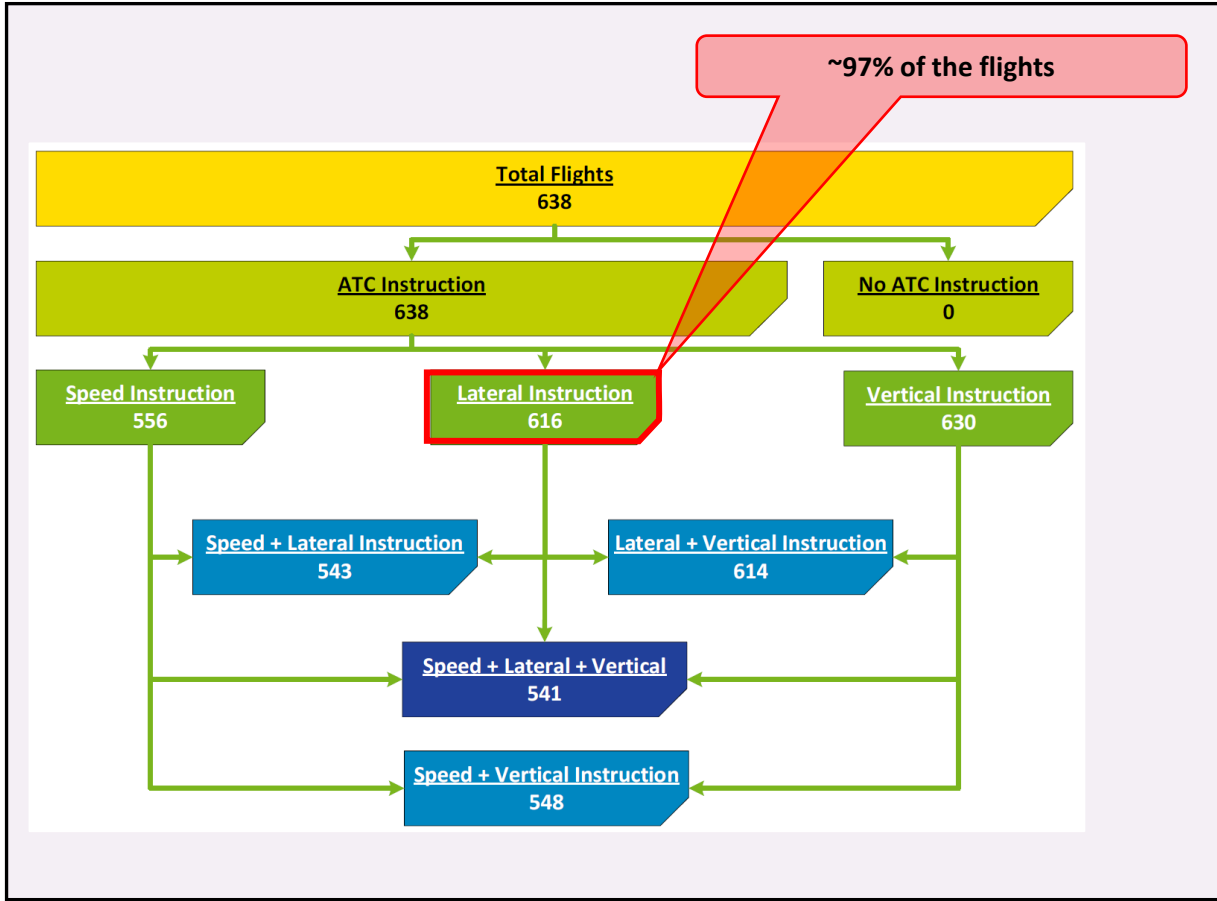 ~97% of the flights
Total Flights
638
ATC Instruction
638
No ATC Instruction
0
Speed Instruction
556
Lateral Instruction
616
Vertical Instruction
630
Speed + Lateral Instruction
543
Lateral + Vertical Instruction
614
Speed + Lateral + Vertical
541
Speed + Vertical Instruction
548